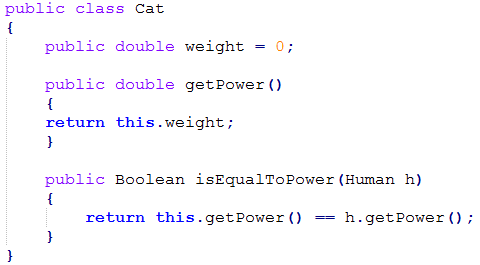 public class Cat
{
public double weight = 0;
public double getPower()
{
return this.weight;
}
public Boolean isEqualToPower(Human h)
{
return this.getPower() == h.getPower();
}
}